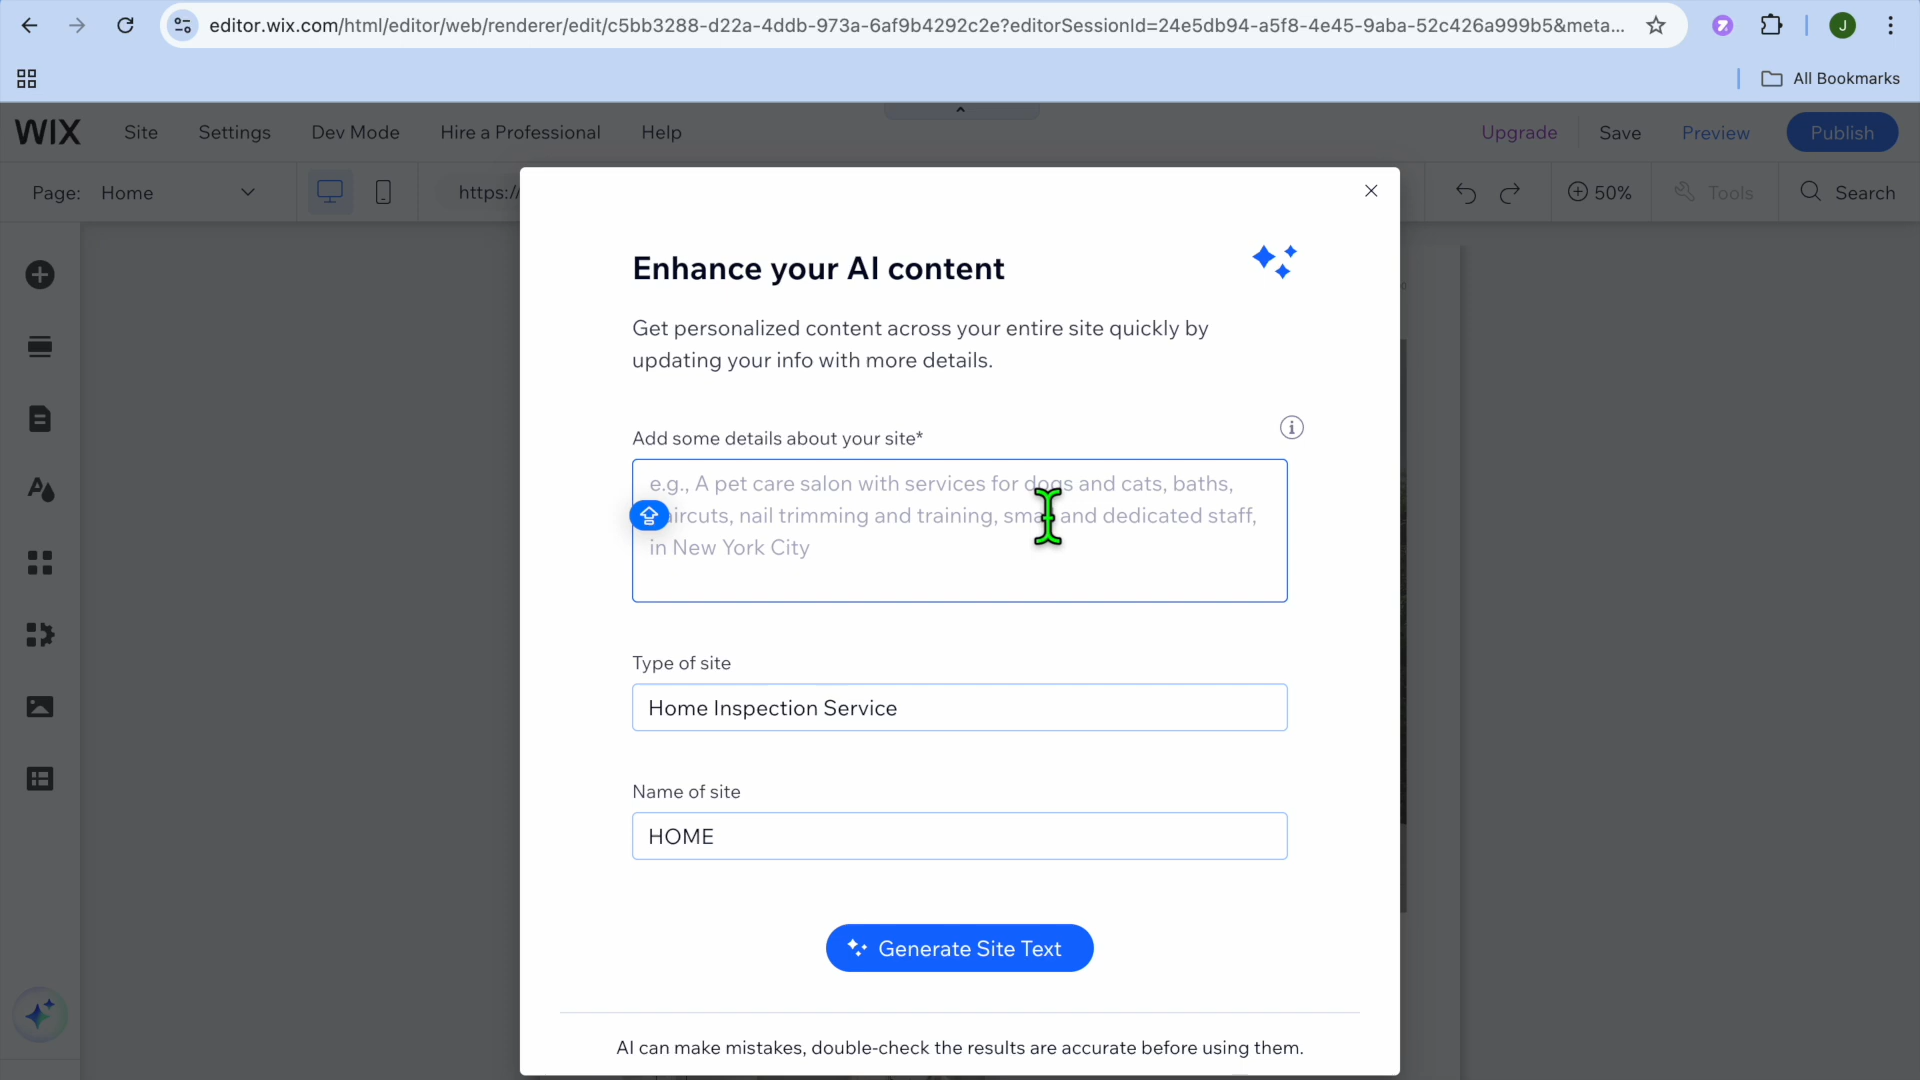 editor.wix.com/html/editor/web/renderer/edit/c5bb3288-d22a-4ddb-973a-6af9b4292c2e?editorSessionId=24e5db94-a5f8-4e45-9aba-52c426a999b5&meta...
J
All Bookmarks
WIX Site Settings Dev Mode Hire a Professional Help Upgrade Save Preview Publish
Page: Home https:// 50% Tools Search
Enhance your AI content
Get personalized content across your entire site quickly by
updating your info with more details.
Add some details about your site*
e.g., A pet care salon with services for dogs and cats, baths,
haircuts, nail trimming and training, small and dedicated staff,
in New York City
Type of site
Home Inspection Service
Name of site
HOME
Generate Site Text
AI can make mistakes, double-check the results are accurate before using them.